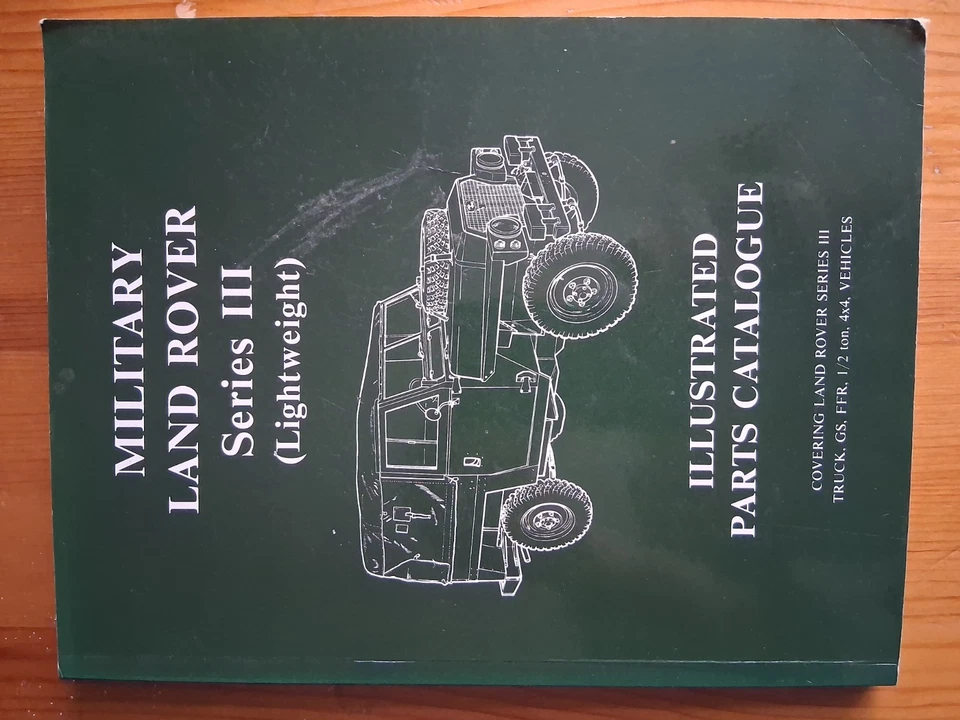 MILITARY
LAND ROVER
Series III
(Lightweight)
ILLUSTRATED
PARTS CATALOGUE
COVERING LAND ROVER SERIES III
TRUCK, GS, FFR, 1/2 ton, 4x4, VEHICLES